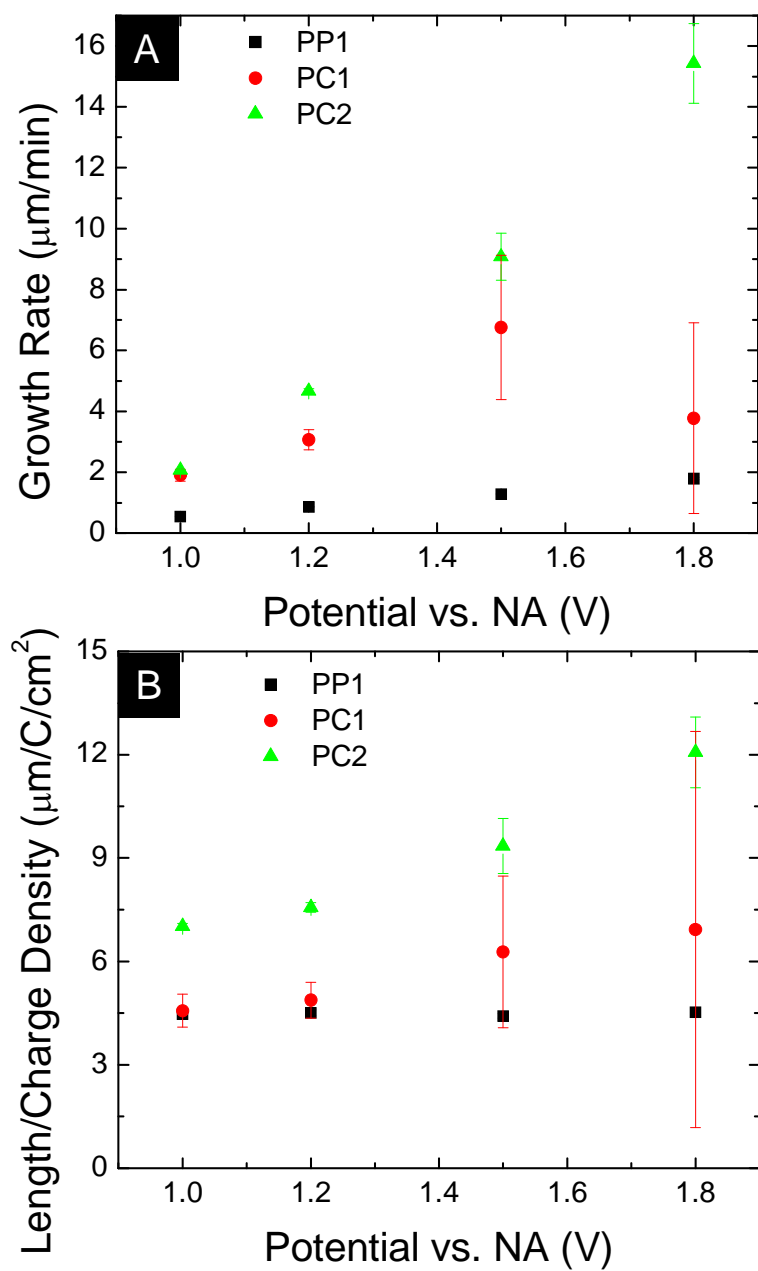 A
PP1
PC1
PC2
16
14
12
10
8
6
4
2
0
Growth Rate (μm/min)
1.0 1.2 1.4 1.6 1.8
Potential vs. NA (V)
B
PP1
PC1
PC2
15
12
9
6
3
0
Length/Charge Density (μm/C/cm²)
1.0 1.2 1.4 1.6 1.8
Potential vs. NA (V)